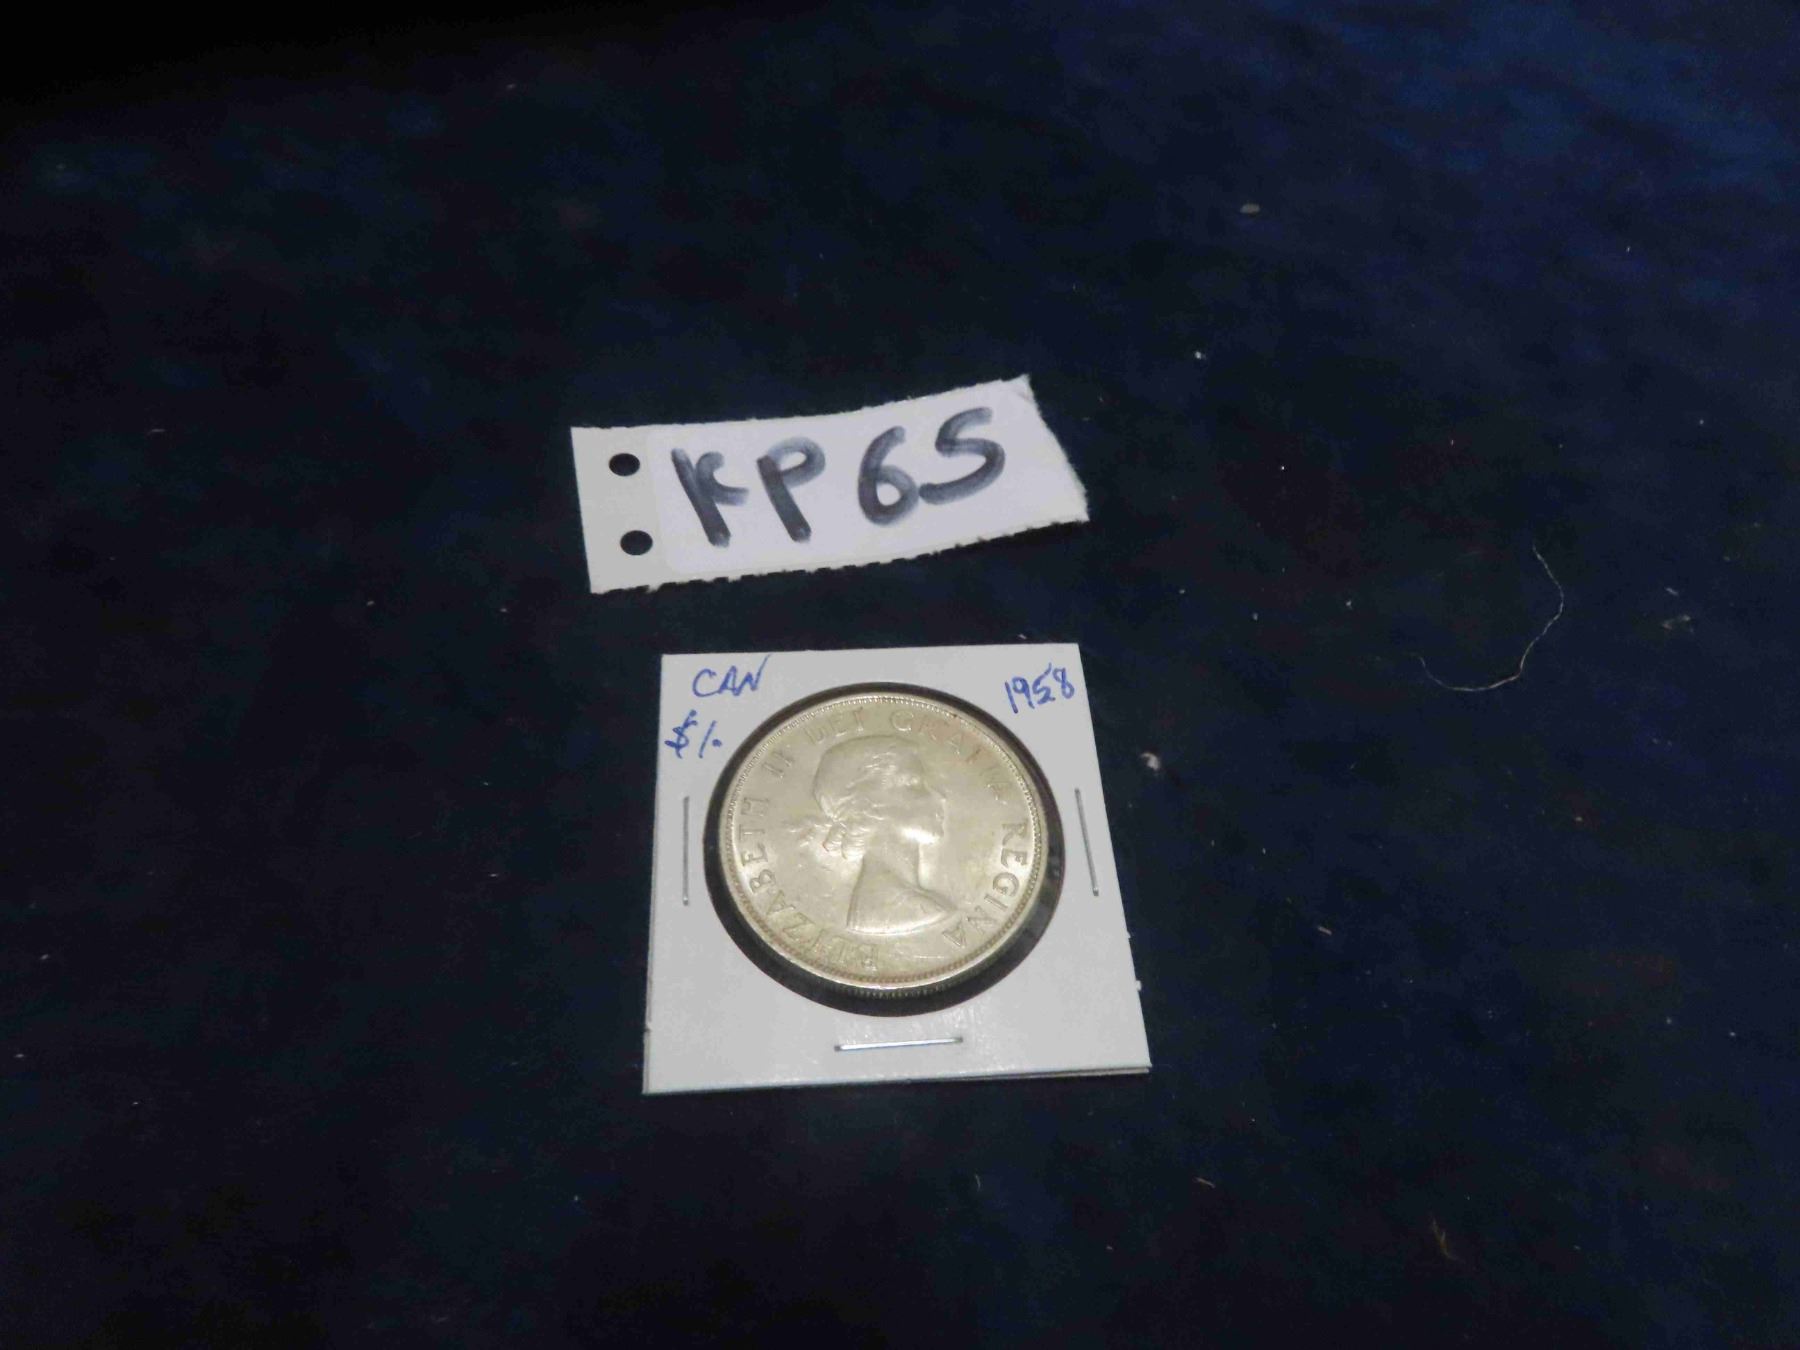 KP65
CAN
1958
$1.
ELIZABETH II DEI GRATIA REGINA